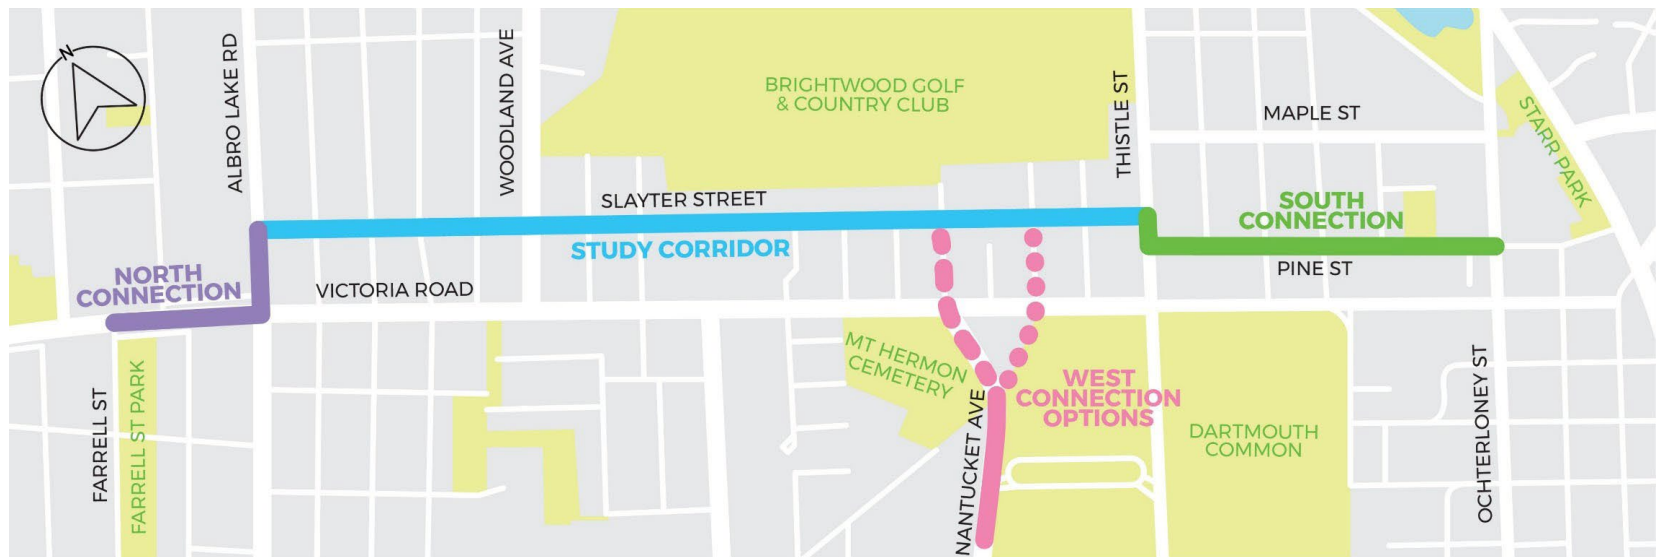 N
ALBRO LAKE RD
WOODLAND AVE
BRIGHTWOOD GOLF
& COUNTRY CLUB
THISTLE ST
MAPLE ST
STARR PARK
SLAYTER STREET
STUDY CORRIDOR
SOUTH
CONNECTION
PINE ST
NORTH
CONNECTION
VICTORIA ROAD
FARRELL ST
FARRELL ST PARK
MT HERMON
CEMETERY
NANTUCKET AVE
WEST
CONNECTION
OPTIONS
DARTMOUTH
COMMON
OCHTERLONEY ST